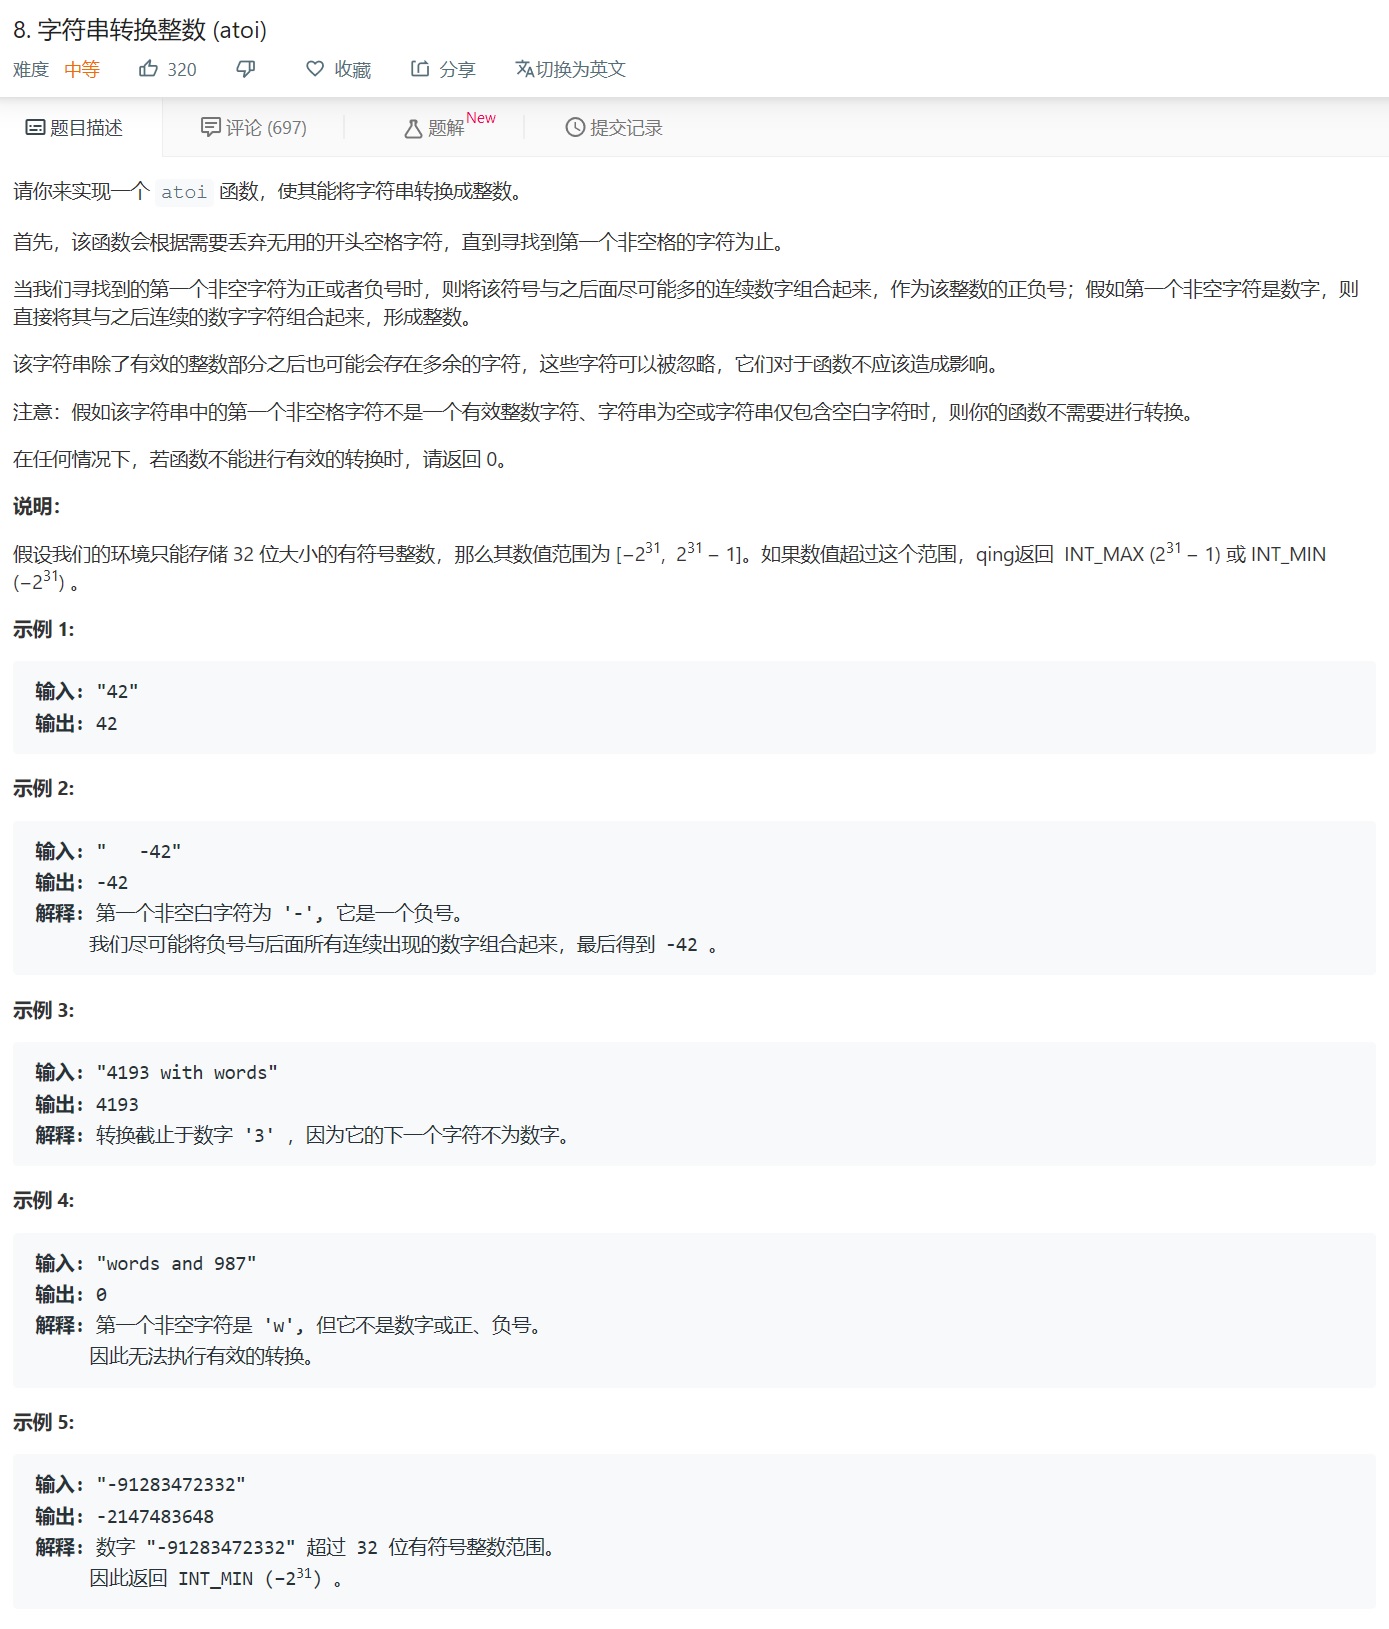 8. 字符串转换整数 (atoi)
难度 中等 320 收藏 分享 切换为英文
题目描述 评论 (697) 题解 New 提交记录
请你来实现一个 atoi 函数，使其能将字符串转换成整数。
首先，该函数会根据需要丢弃无用的开头空格字符，直到寻找到第一个非空格的字符为止。
当我们寻找到的第一个非空字符为正或者负号时，则将该符号与之后面尽可能多的连续数字组合起来，作为该整数的正负号；假如第一个非空字符是数字，则
直接将其与之后连续的数字字符组合起来，形成整数。
该字符串除了有效的整数部分之后也可能会存在多余的字符，这些字符可以被忽略，它们对于函数不应该造成影响。
注意：假如该字符串中的第一个非空格字符不是一个有效整数字符、字符串为空或字符串仅包含空白字符时，则你的函数不需要进行转换。
在任何情况下，若函数不能进行有效的转换时，请返回 0。
说明：
假设我们的环境只能存储 32 位大小的有符号整数，那么其数值范围为 [−2^31, 2^31 − 1]。如果数值超过这个范围，qing返回 INT_MAX (2^31 − 1) 或 INT_MIN
(−2^31) 。
示例 1:
输入: "42"
输出: 42
示例 2:
输入: "   -42"
输出: -42
解释: 第一个非空白字符为 '-', 它是一个负号。
我们尽可能将负号与后面所有连续出现的数字组合起来，最后得到 -42 。
示例 3:
输入: "4193 with words"
输出: 4193
解释: 转换截止于数字 '3' ，因为它的下一个字符不为数字。
示例 4:
输入: "words and 987"
输出: 0
解释: 第一个非空字符是 'w', 但它不是数字或正、负号。
因此无法执行有效的转换。
示例 5:
输入: "-91283472332"
输出: -2147483648
解释: 数字 "-91283472332" 超过 32 位有符号整数范围。
因此返回 INT_MIN (−2^31) 。